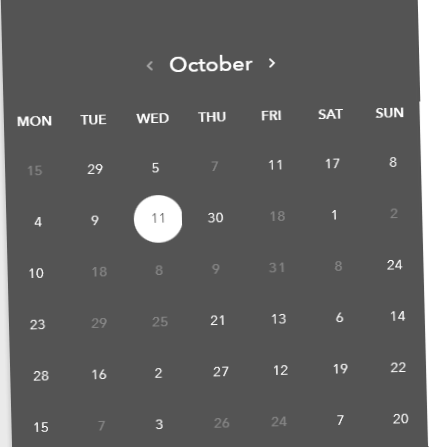 ‹ October ›
MON TUE WED THU FRI SAT SUN
15 29 5 7 11 17 8
4 9 11 30 18 1 2
10 18 8 9 31 8 24
23 29 25 21 13 6 14
28 16 2 27 12 19 22
15 7 3 26 24 7 20